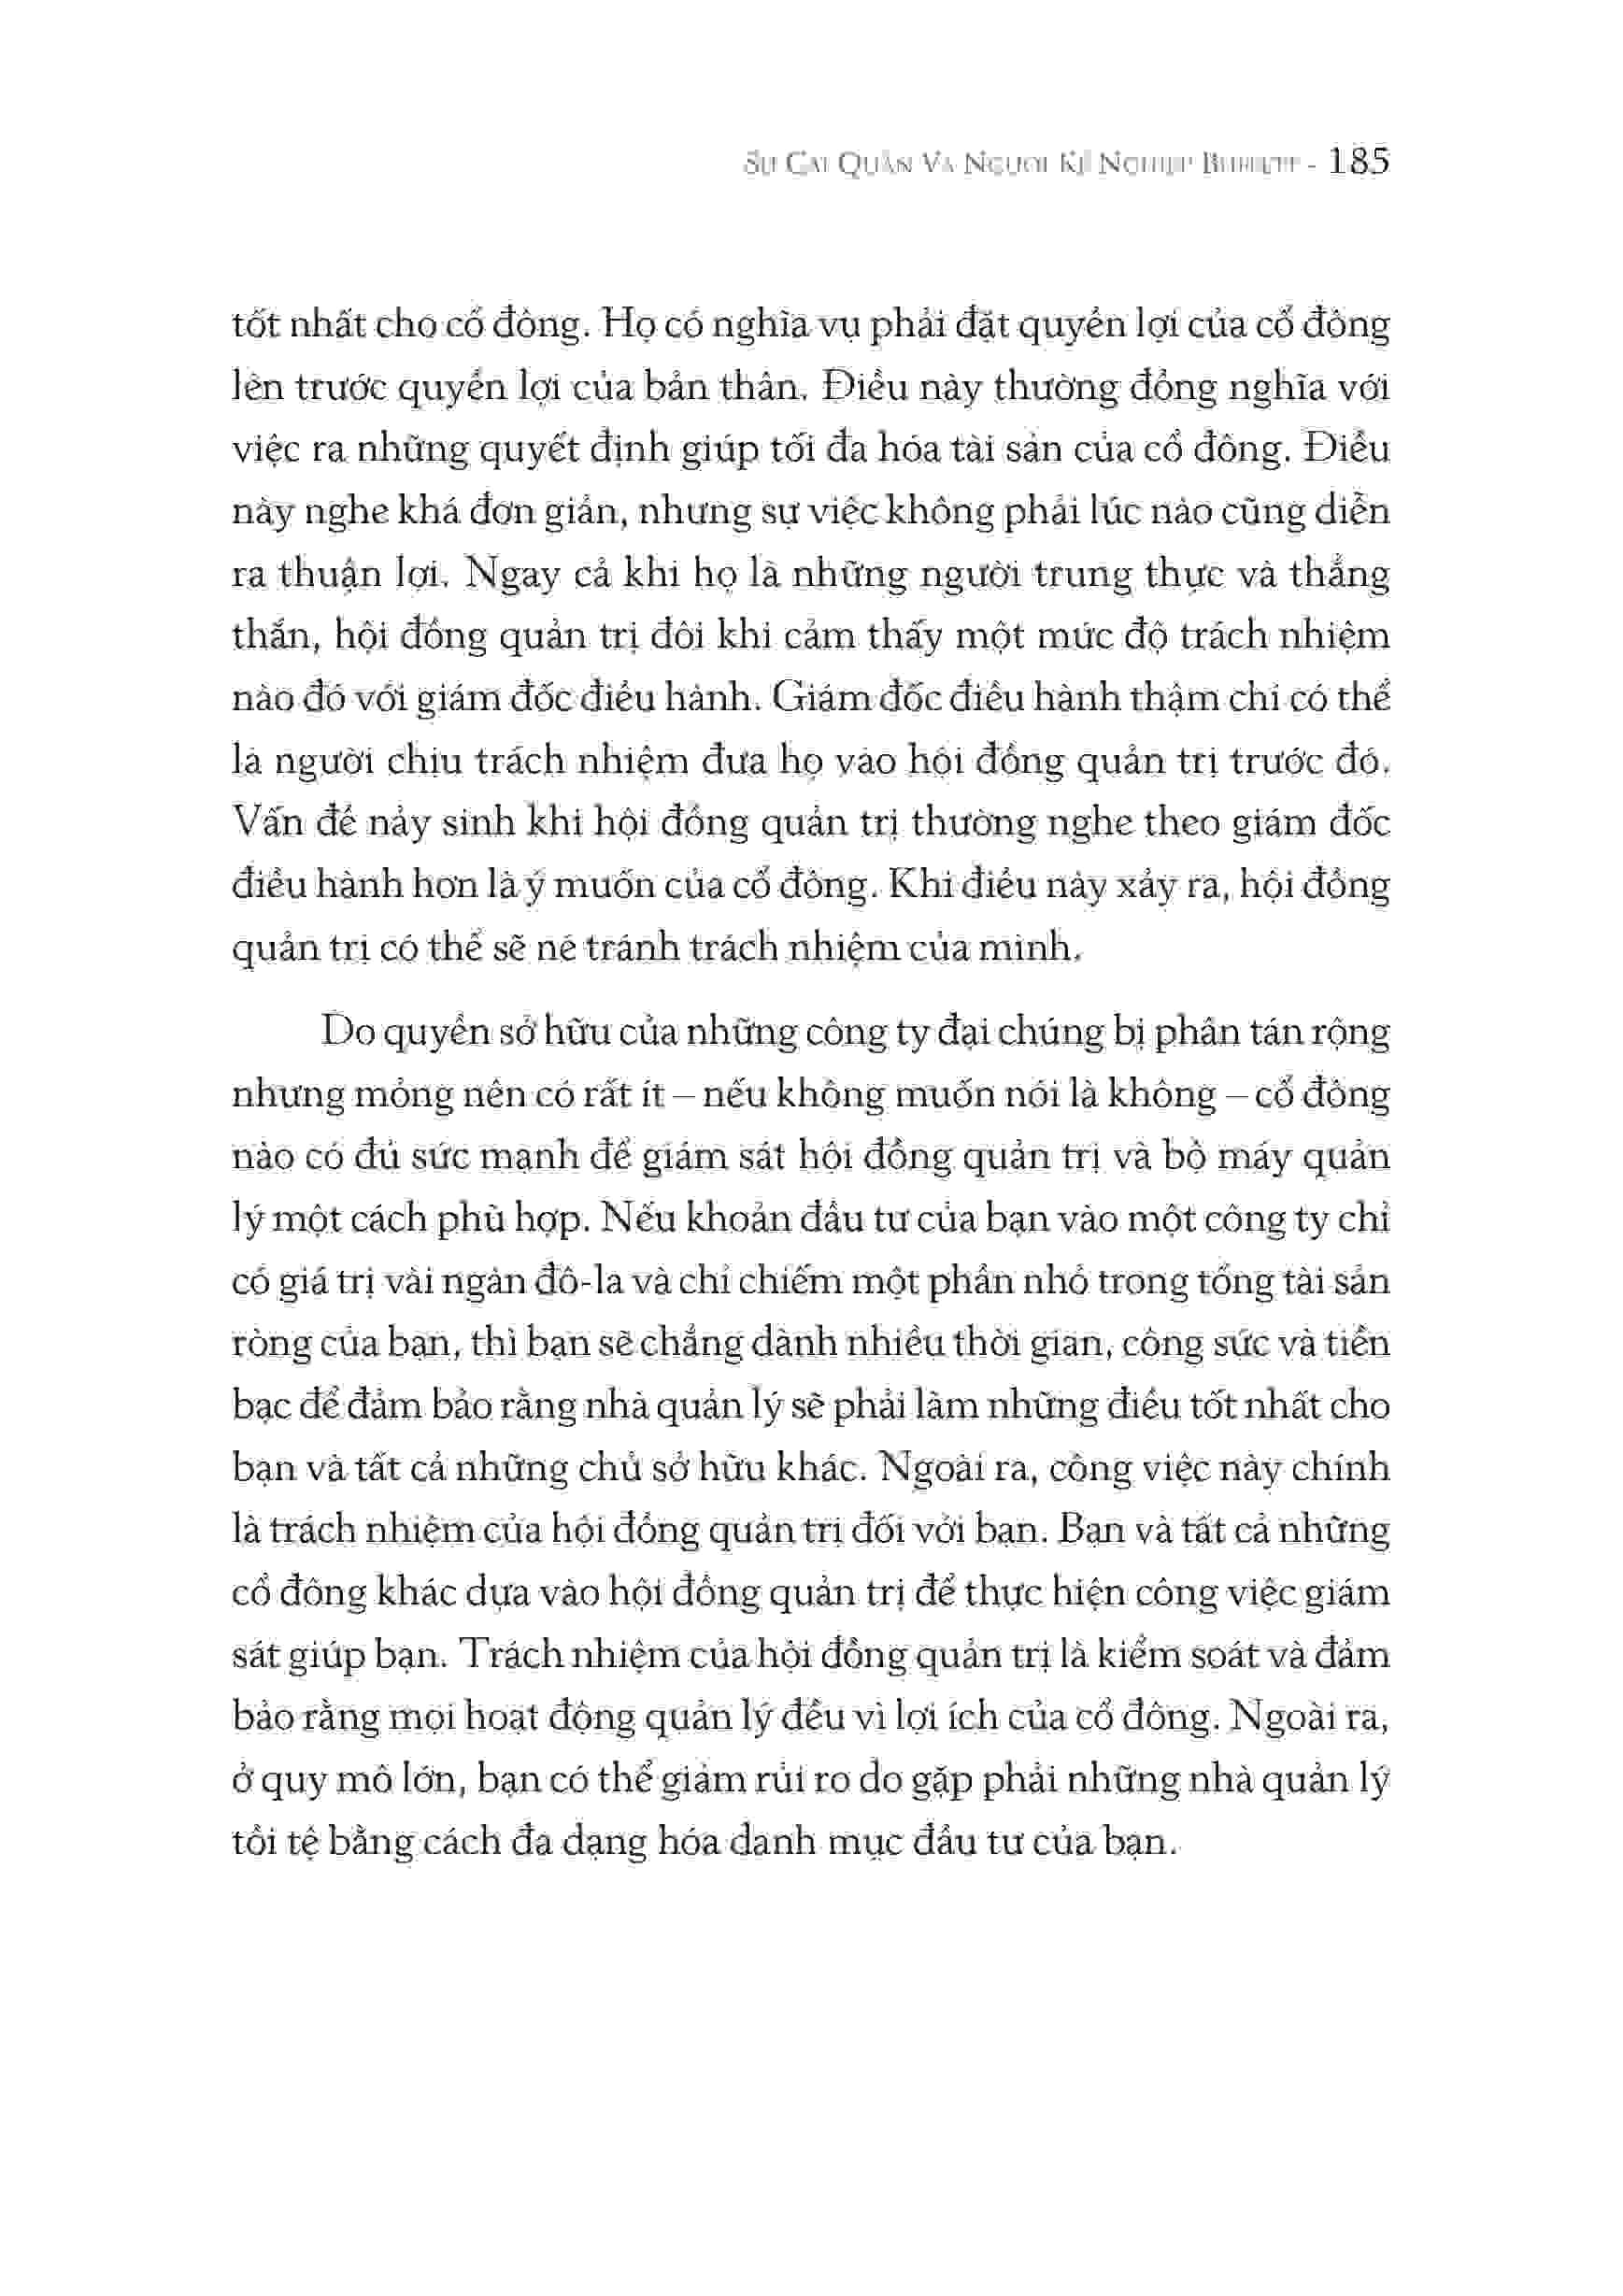 Sự Cai Quản Và Người Kế Nghiệp Buffett - 185
tốt nhất cho cổ đông. Họ có nghĩa vụ phải đặt quyền lợi của cổ đông
lên trước quyền lợi của bản thân. Điều này thường đồng nghĩa với
việc ra những quyết định giúp tối đa hóa tài sản của cổ đông. Điều
này nghe khá đơn giản, nhưng sự việc không phải lúc nào cũng diễn
ra thuận lợi. Ngay cả khi họ là những người trung thực và thẳng
thắn, hội đồng quản trị đôi khi cảm thấy một mức độ trách nhiệm
nào đó với giám đốc điều hành. Giám đốc điều hành thậm chí có thể
là người chịu trách nhiệm đưa họ vào hội đồng quản trị trước đó.
Vấn đề nảy sinh khi hội đồng quản trị thường nghe theo giám đốc
điều hành hơn là ý muốn của cổ đông. Khi điều này xảy ra, hội đồng
quản trị có thể sẽ né tránh trách nhiệm của mình.
Do quyền sở hữu của những công ty đại chúng bị phân tán rộng
nhưng mỏng nên có rất ít – nếu không muốn nói là không – cổ đông
nào có đủ sức mạnh để giám sát hội đồng quản trị và bộ máy quản
lý một cách phù hợp. Nếu khoản đầu tư của bạn vào một công ty chỉ
có giá trị vài ngàn đô-la và chỉ chiếm một phần nhỏ trong tổng tài sản
ròng của bạn, thì bạn sẽ chẳng dành nhiều thời gian, công sức và tiền
bạc để đảm bảo rằng nhà quản lý sẽ phải làm những điều tốt nhất cho
bạn và tất cả những chủ sở hữu khác. Ngoài ra, công việc này chính
là trách nhiệm của hội đồng quản trị đối với bạn. Bạn và tất cả những
cổ đông khác dựa vào hội đồng quản trị để thực hiện công việc giám
sát giúp bạn. Trách nhiệm của hội đồng quản trị là kiểm soát và đảm
bảo rằng mọi hoạt động quản lý đều vì lợi ích của cổ đông. Ngoài ra,
ở quy mô lớn, bạn có thể giảm rủi ro do gặp phải những nhà quản lý
tồi tệ bằng cách đa dạng hóa danh mục đầu tư của bạn.